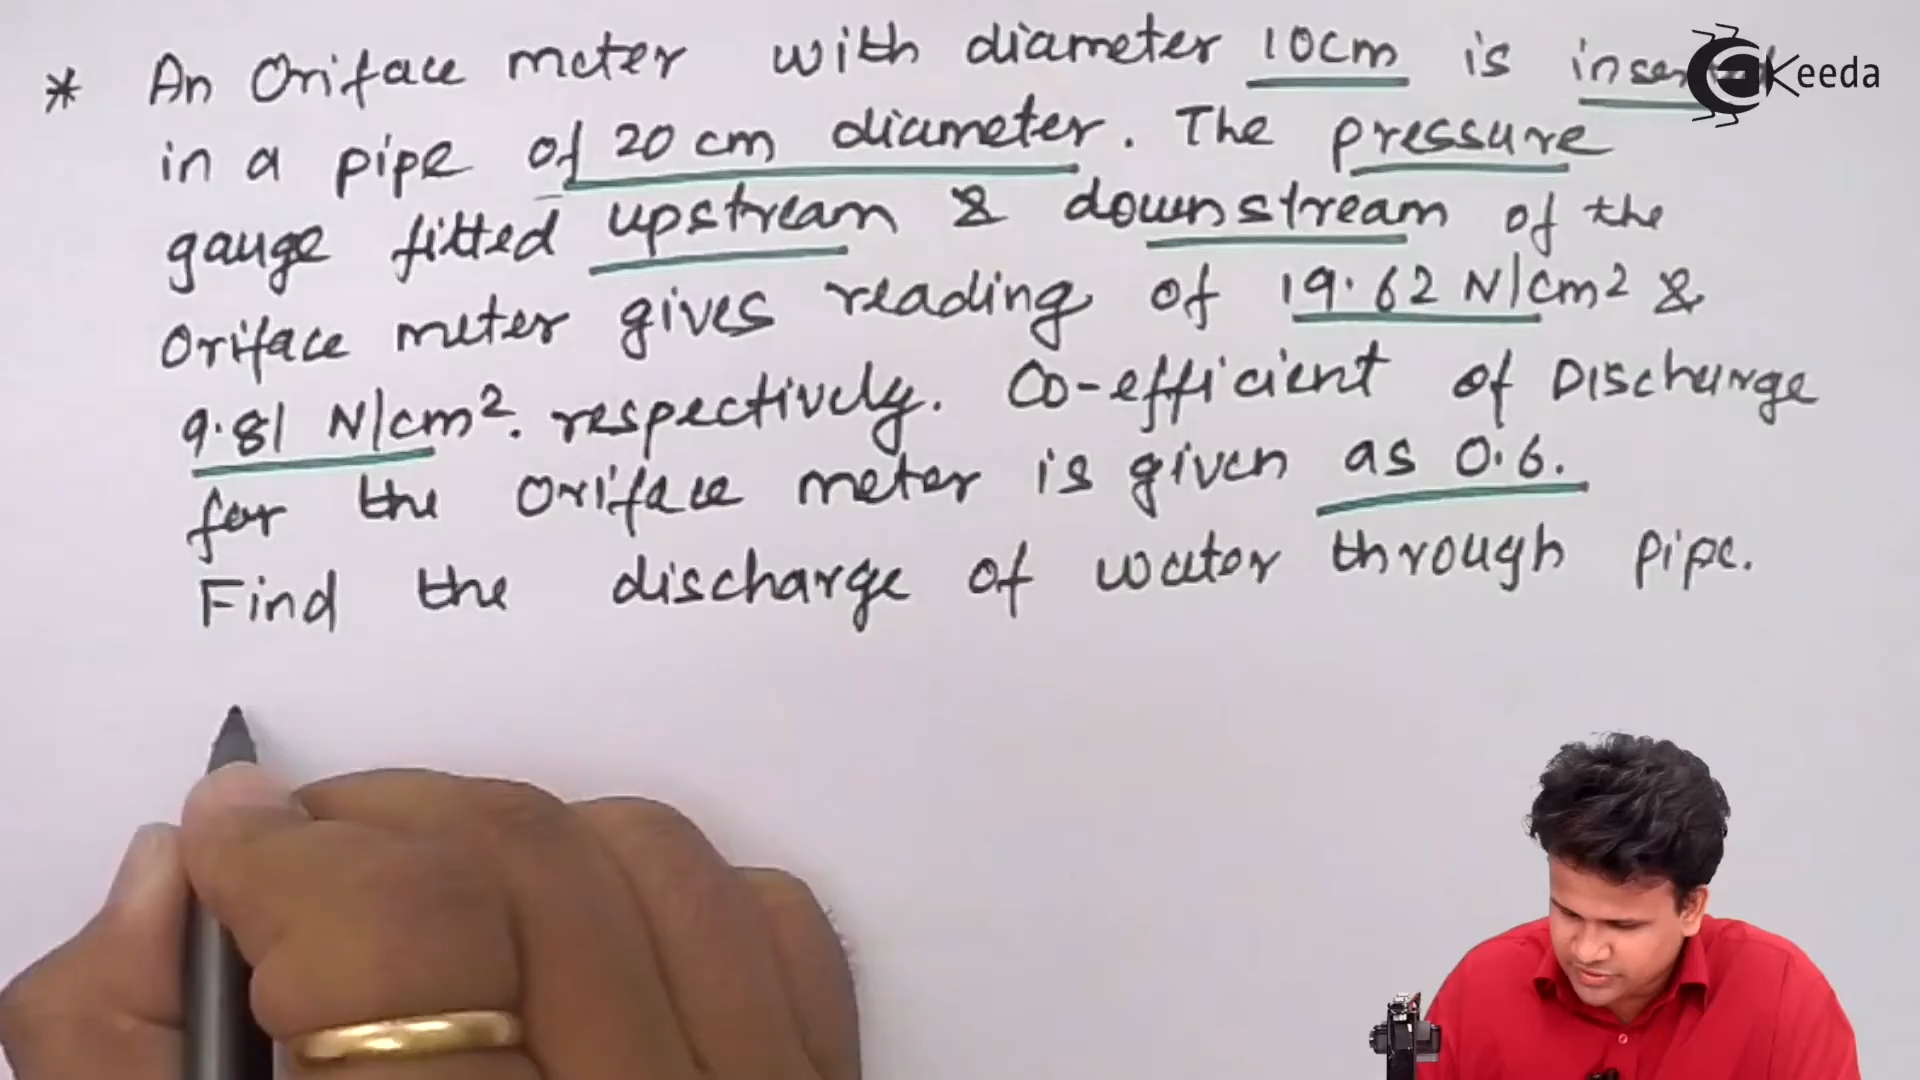 * An Oriface meter with diameter 10cm is
in a pipe of 20 cm diameter. The pressure
gauge fitted upstream & downstream of the
Oriface meter gives reading of 19.62 N/cm2 &
9.81 N/cm2. respectively. Co-efficient of Discharge
for the Oriface meter is given as 0.6.
Find the discharge of water through pipe.
Keeda